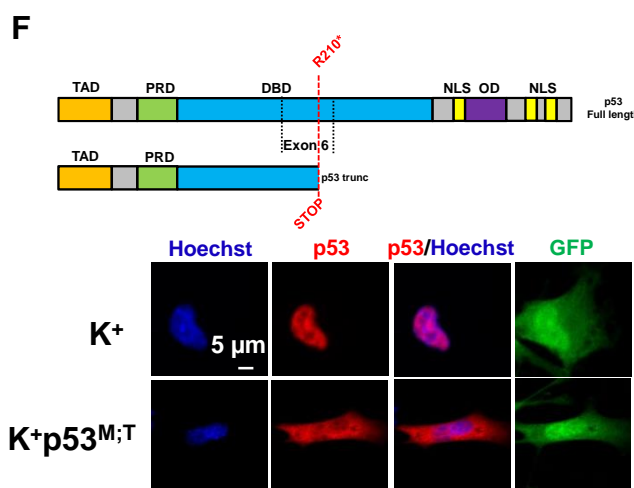 F
R210*
TAD PRD DBD NLS OD NLS
p53
Full lengt
Exon 6
TAD PRD
p53 trunc
STOP
Hoechst p53 p53/Hoechst GFP
K⁺ 5 µm
K⁺p53ᴹ;ᵀ